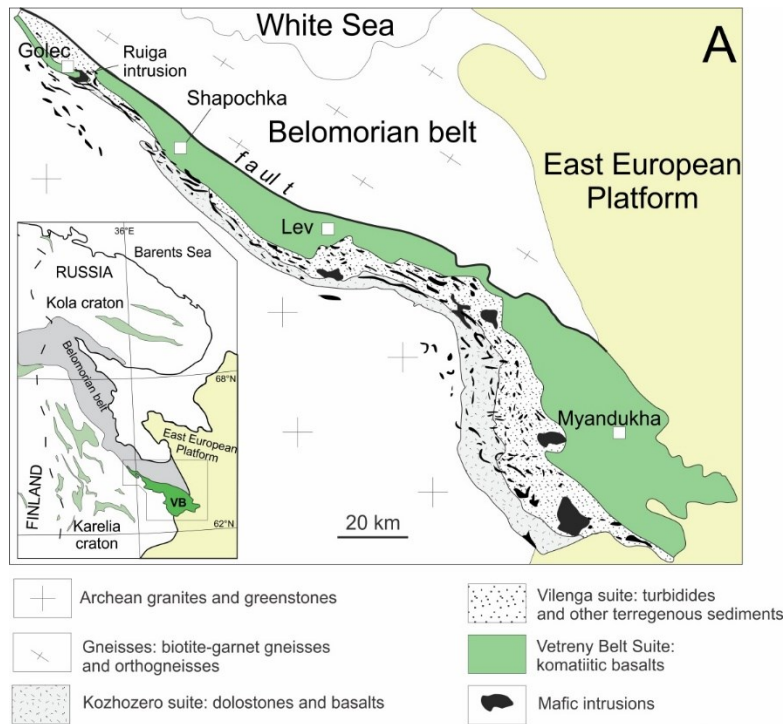 White Sea
A
Golec
Ruiga
intrusion
Shapochka
Belomorian belt
fault
East European
Platform
Lev
Myandukha
20 km
36°E
Barents Sea
RUSSIA
Kola craton
Belomorian belt
68°N
East European
Platform
FINLAND
VB
Karelia
craton
62°N
Archean granites and greenstones
Gneisses: biotite-garnet gneisses
and orthogneisses
Kozhozero suite: dolostones and basalts
Vilenga suite: turbidides
and other terregenous sediments
Vetreny Belt Suite:
komatiitic basalts
Mafic intrusions